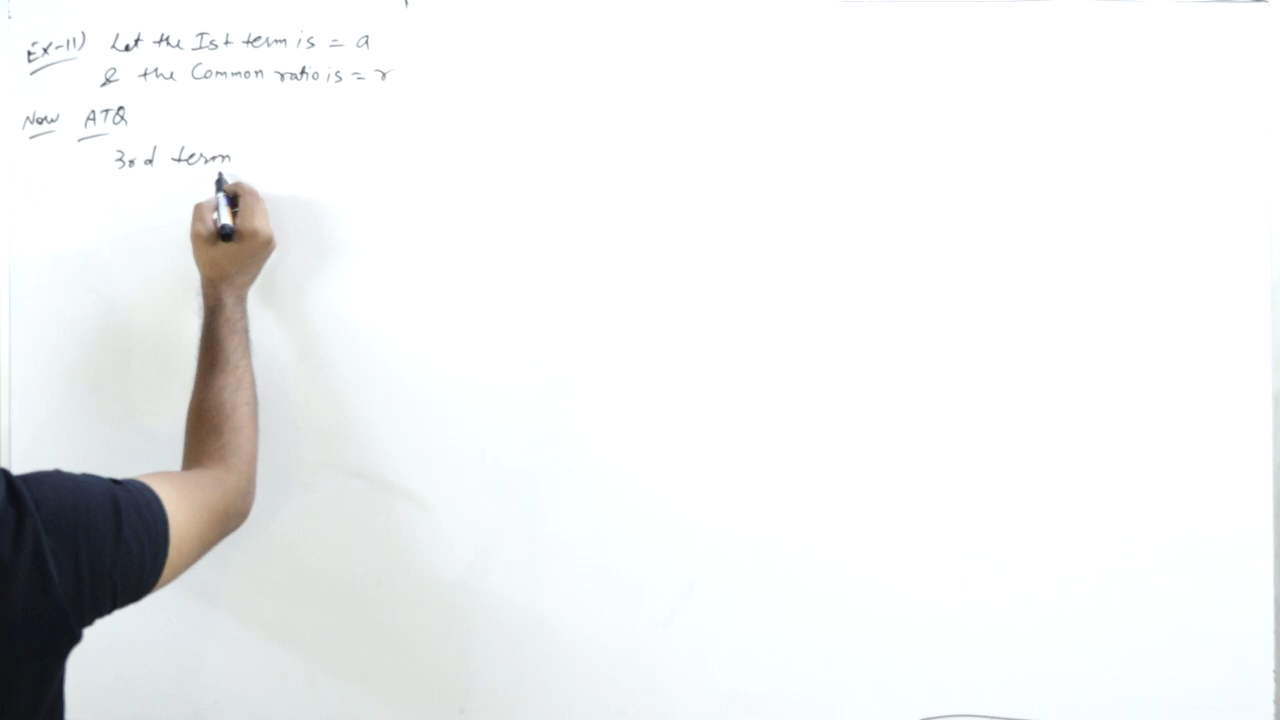 Ex-11) Let the Ist term is = a
& the Common ratio is = r
Now ATQ
3rd term